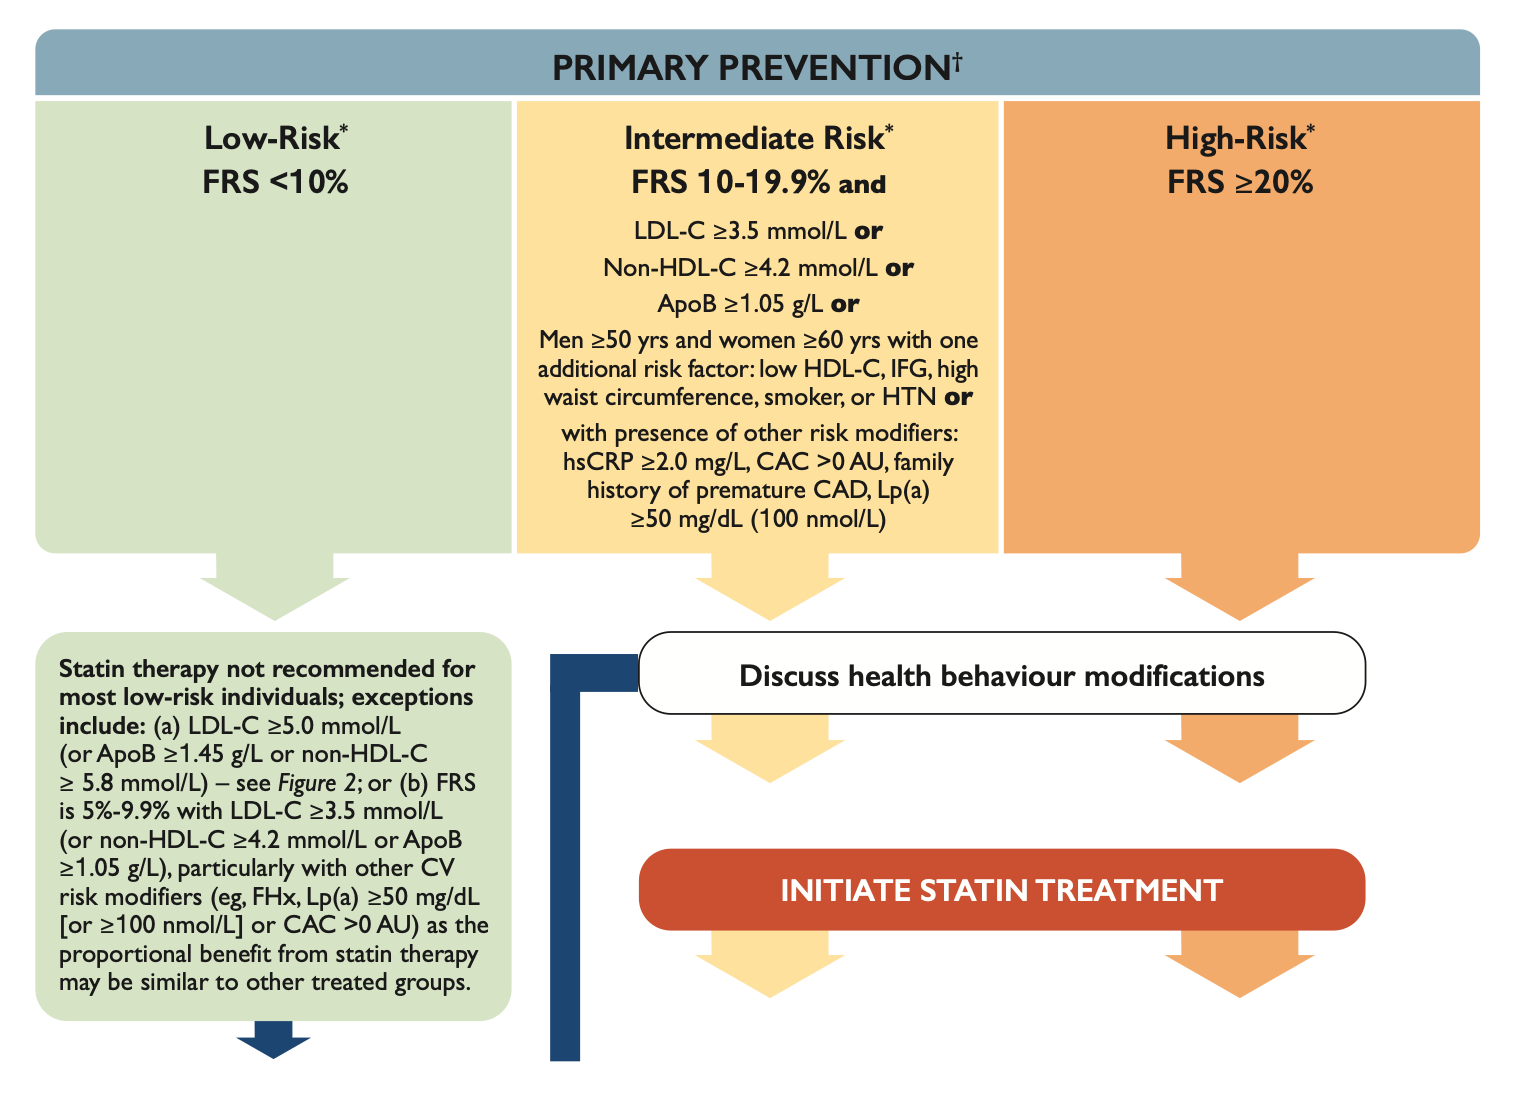 PRIMARY PREVENTION†
Low-Risk*
FRS <10%
Intermediate Risk*
FRS 10-19.9% and
LDL-C ≥3.5 mmol/L or
Non-HDL-C ≥4.2 mmol/L or
ApoB ≥1.05 g/L or
Men ≥50 yrs and women ≥60 yrs with one
additional risk factor: low HDL-C, IFG, high
waist circumference, smoker, or HTN or
with presence of other risk modifiers:
hsCRP ≥2.0 mg/L, CAC >0 AU, family
history of premature CAD, Lp(a)
≥50 mg/dL (100 nmol/L)
High-Risk*
FRS ≥20%
Statin therapy not recommended for
most low-risk individuals; exceptions
include: (a) LDL-C ≥5.0 mmol/L
(or ApoB ≥1.45 g/L or non-HDL-C
≥ 5.8 mmol/L) – see Figure 2; or (b) FRS
is 5%-9.9% with LDL-C ≥3.5 mmol/L
(or non-HDL-C ≥4.2 mmol/L or ApoB
≥1.05 g/L), particularly with other CV
risk modifiers (eg, FHx, Lp(a) ≥50 mg/dL
[or ≥100 nmol/L] or CAC >0 AU) as the
proportional benefit from statin therapy
may be similar to other treated groups.
Discuss health behaviour modifications
INITIATE STATIN TREATMENT